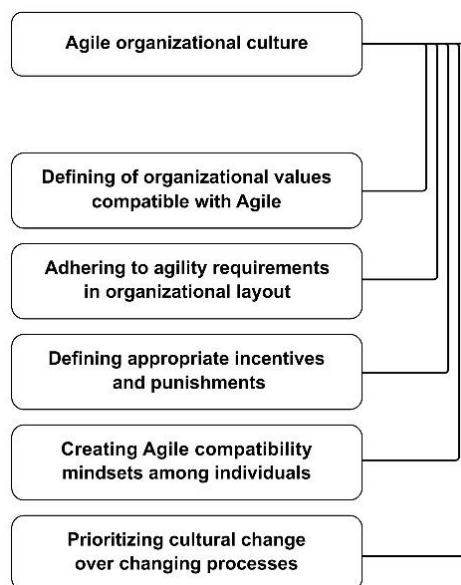 Agile organizational culture
Defining of organizational values
compatible with Agile
Adhering to agility requirements
in organizational layout
Defining appropriate incentives
and punishments
Creating Agile compatibility
mindsets among individuals
Prioritizing cultural change
over changing processes